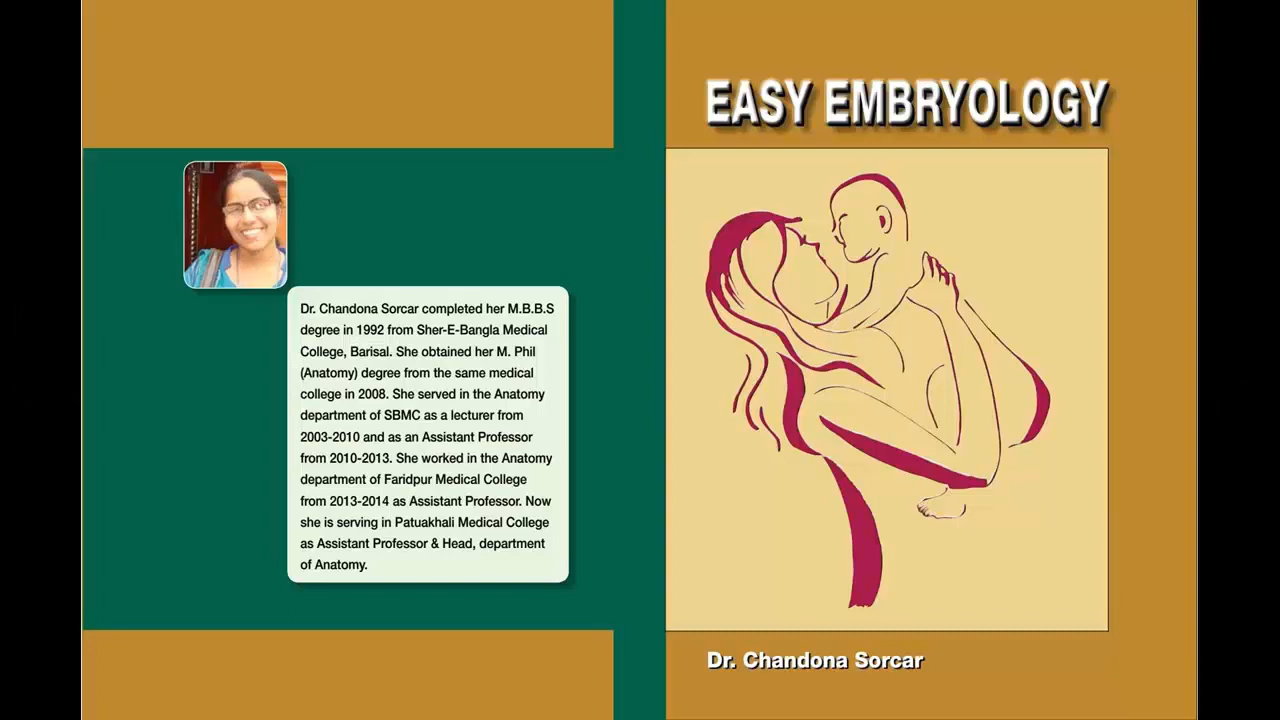 Dr. Chandona Sorcar completed her M.B.B.S
degree in 1992 from Sher-E-Bangla Medical
College, Barisal. She obtained her M. Phil
(Anatomy) degree from the same medical
college in 2008. She served in the Anatomy
department of SBMC as a lecturer from
2003-2010 and as an Assistant Professor
from 2010-2013. She worked in the Anatomy
department of Faridpur Medical College
from 2013-2014 as Assistant Professor. Now
she is serving in Patuakhali Medical College
as Assistant Professor & Head, department
of Anatomy.
EASY EMBRYOLOGY
Dr. Chandona Sorcar